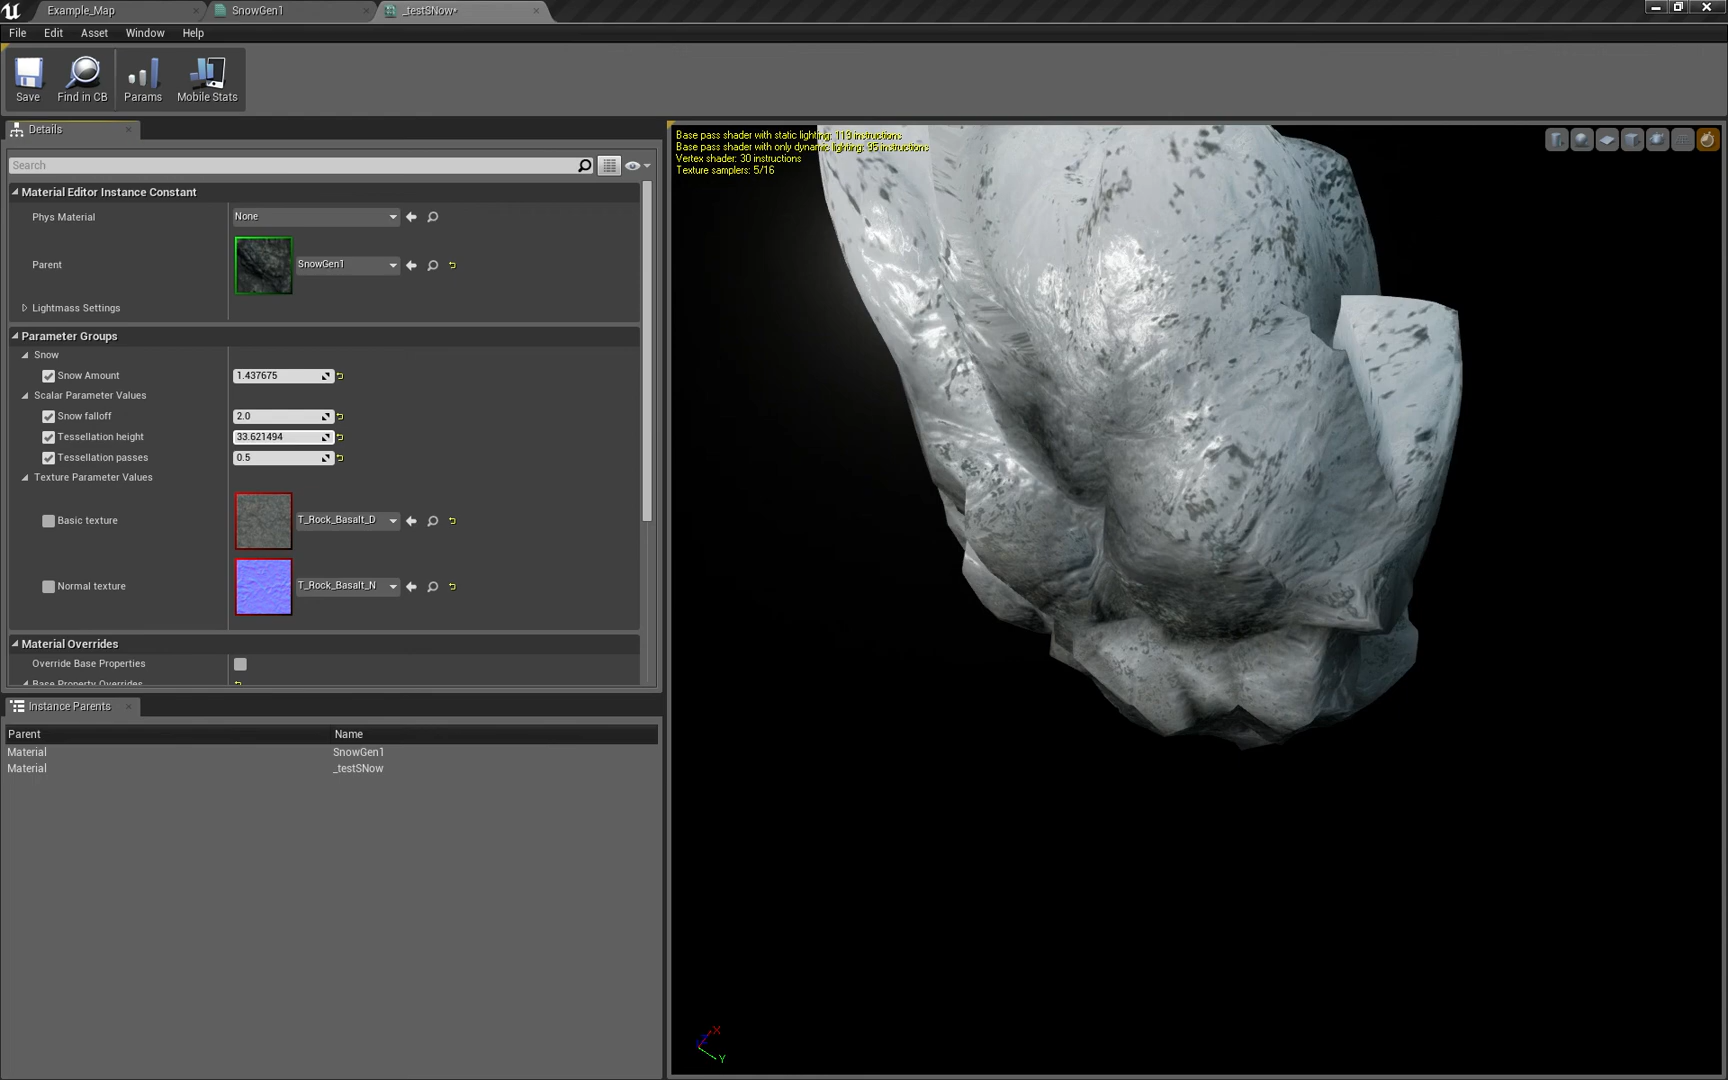 Example_Map
SnowGen1
_testSNow*
File Edit Asset Window Help
Save
Find in CB
Params
Mobile Stats
Details
Search
Material Editor Instance Constant
Phys Material
None
Parent
SnowGen1
Lightmass Settings
Parameter Groups
Snow
Snow Amount
1.437675
Scalar Parameter Values
Snow falloff
2.0
Tessellation height
33.621494
Tessellation passes
0.5
Texture Parameter Values
Basic texture
T_Rock_Basalt_D
Normal texture
T_Rock_Basalt_N
Material Overrides
Override Base Properties
Base Property Overrides
Instance Parents
Parent Name
Material SnowGen1
Material _testSNow
Base pass shader with static lighting: 119 instructions
Base pass shader with only dynamic lighting: 95 instructions
Vertex shader: 30 instructions
Texture samplers: 5/16
X
Z
Y